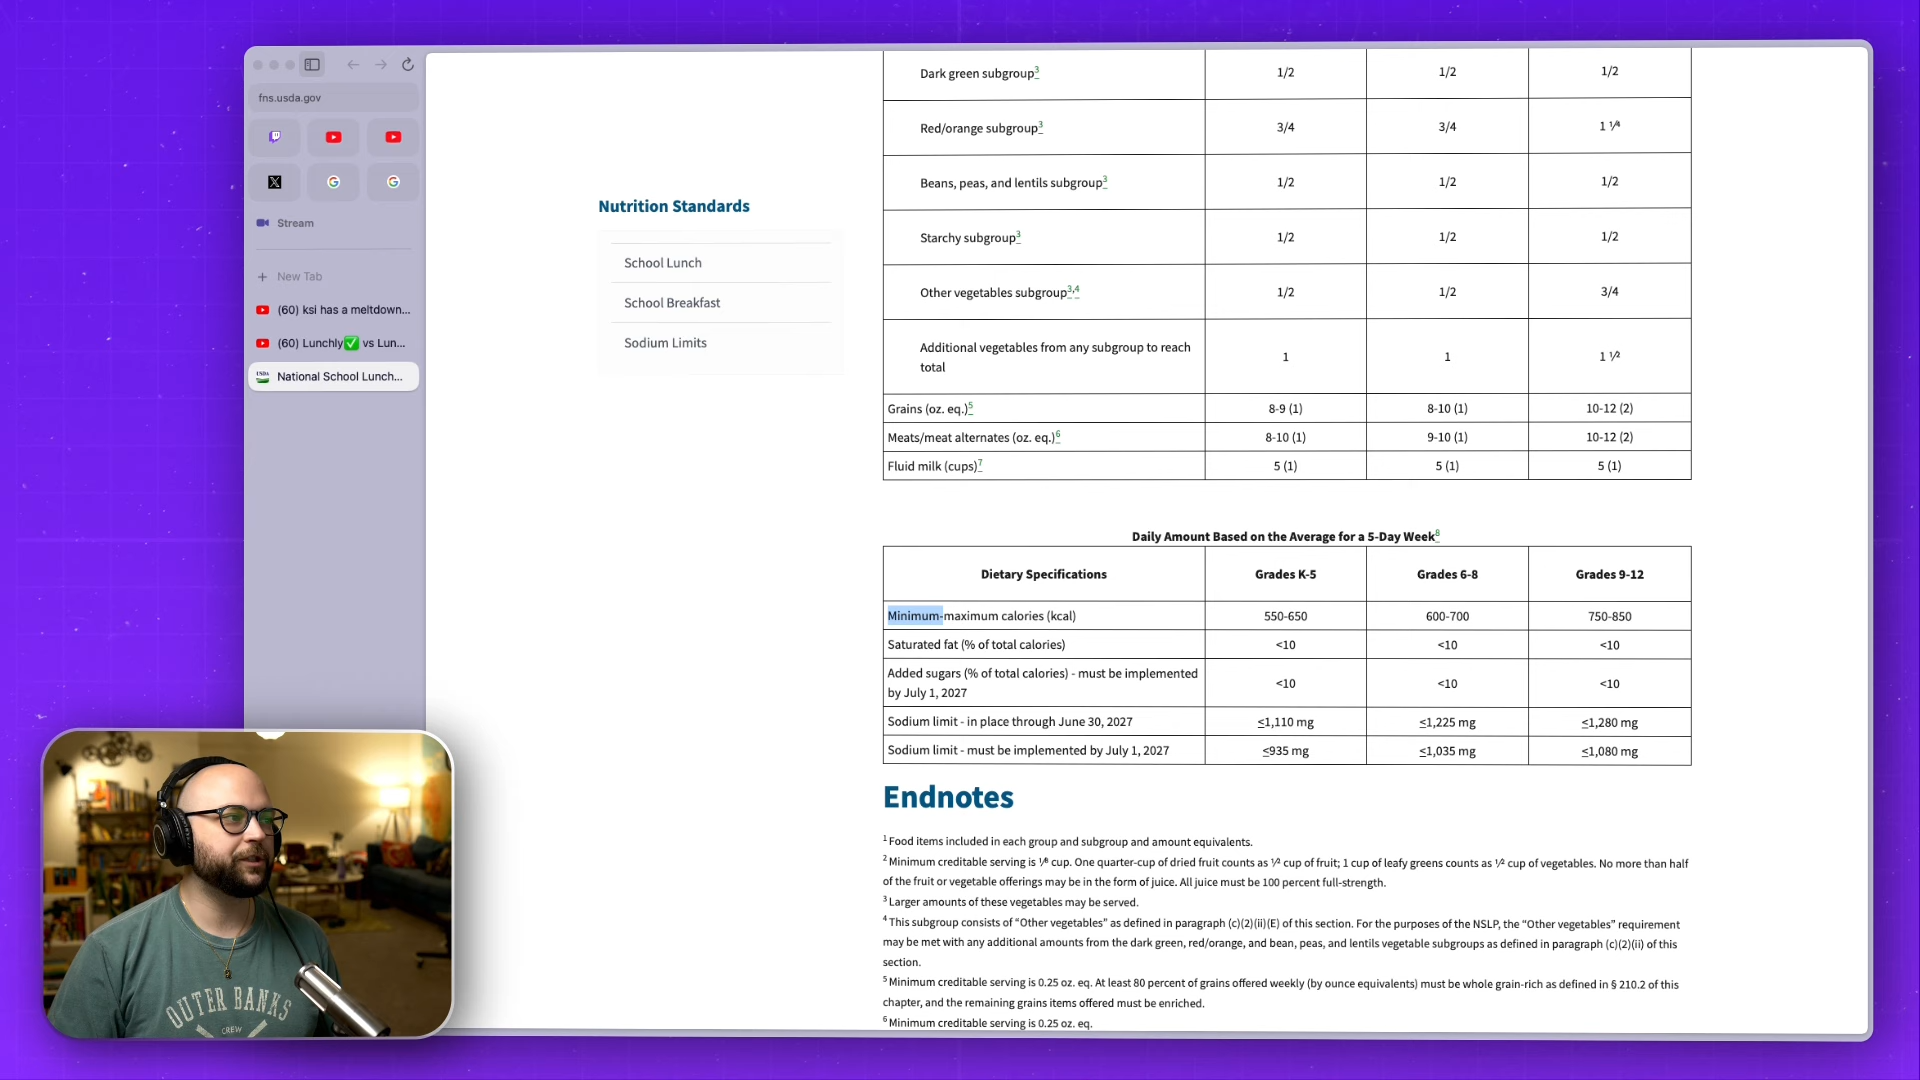 fns.usda.gov
Stream
New Tab
(60) ksi has a meltdown...
(60) Lunchly✅ vs Lun...
National School Lunch...
Nutrition Standards
School Lunch
School Breakfast
Sodium Limits
Dark green subgroup3 1/2 1/2 1/2
Red/orange subgroup3 3/4 3/4 1 1/4
Beans, peas, and lentils subgroup3 1/2 1/2 1/2
Starchy subgroup3 1/2 1/2 1/2
Other vegetables subgroup3,4 1/2 1/2 3/4
Additional vegetables from any subgroup to reach
total 1 1 1 1/2
Grains (oz. eq.)5 8-9 (1) 8-10 (1) 10-12 (2)
Meats/meat alternates (oz. eq.)6 8-10 (1) 9-10 (1) 10-12 (2)
Fluid milk (cups)7 5 (1) 5 (1) 5 (1)
Daily Amount Based on the Average for a 5-Day Week8
Dietary Specifications Grades K-5 Grades 6-8 Grades 9-12
Minimum-maximum calories (kcal) 550-650 600-700 750-850
Saturated fat (% of total calories) <10 <10 <10
Added sugars (% of total calories) - must be implemented
by July 1, 2027 <10 <10 <10
Sodium limit - in place through June 30, 2027 ≤1,110 mg ≤1,225 mg ≤1,280 mg
Sodium limit - must be implemented by July 1, 2027 ≤935 mg ≤1,035 mg ≤1,080 mg
Endnotes
1 Food items included in each group and subgroup and amount equivalents.
2 Minimum creditable serving is 1/8 cup. One quarter-cup of dried fruit counts as 1/2 cup of fruit; 1 cup of leafy greens counts as 1/2 cup of vegetables. No more than half
of the fruit or vegetable offerings may be in the form of juice. All juice must be 100 percent full-strength.
3 Larger amounts of these vegetables may be served.
4 This subgroup consists of “Other vegetables” as defined in paragraph (c)(2)(ii)(E) of this section. For the purposes of the NSLP, the “Other vegetables” requirement
may be met with any additional amounts from the dark green, red/orange, and bean, peas, and lentils vegetable subgroups as defined in paragraph (c)(2)(ii) of this
section.
5 Minimum creditable serving is 0.25 oz. eq. At least 80 percent of grains offered weekly (by ounce equivalents) must be whole grain-rich as defined in § 210.2 of this
chapter, and the remaining grains items offered must be enriched.
6 Minimum creditable serving is 0.25 oz. eq.
OUTER BANKS
CREW